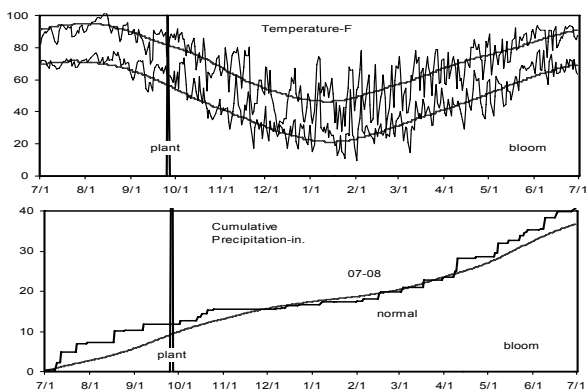 100
Temperature-F
80
60
40
20
plant
bloom
0
7/1 8/1 9/1 10/1 11/1 12/1 1/1 2/1 3/1 4/1 5/1 6/1 7/1
40
Cumulative
Precipitation-in.
30
07-08
20
normal
10
plant
bloom
0
7/1 8/1 9/1 10/1 11/1 12/1 1/1 2/1 3/1 4/1 5/1 6/1 7/1